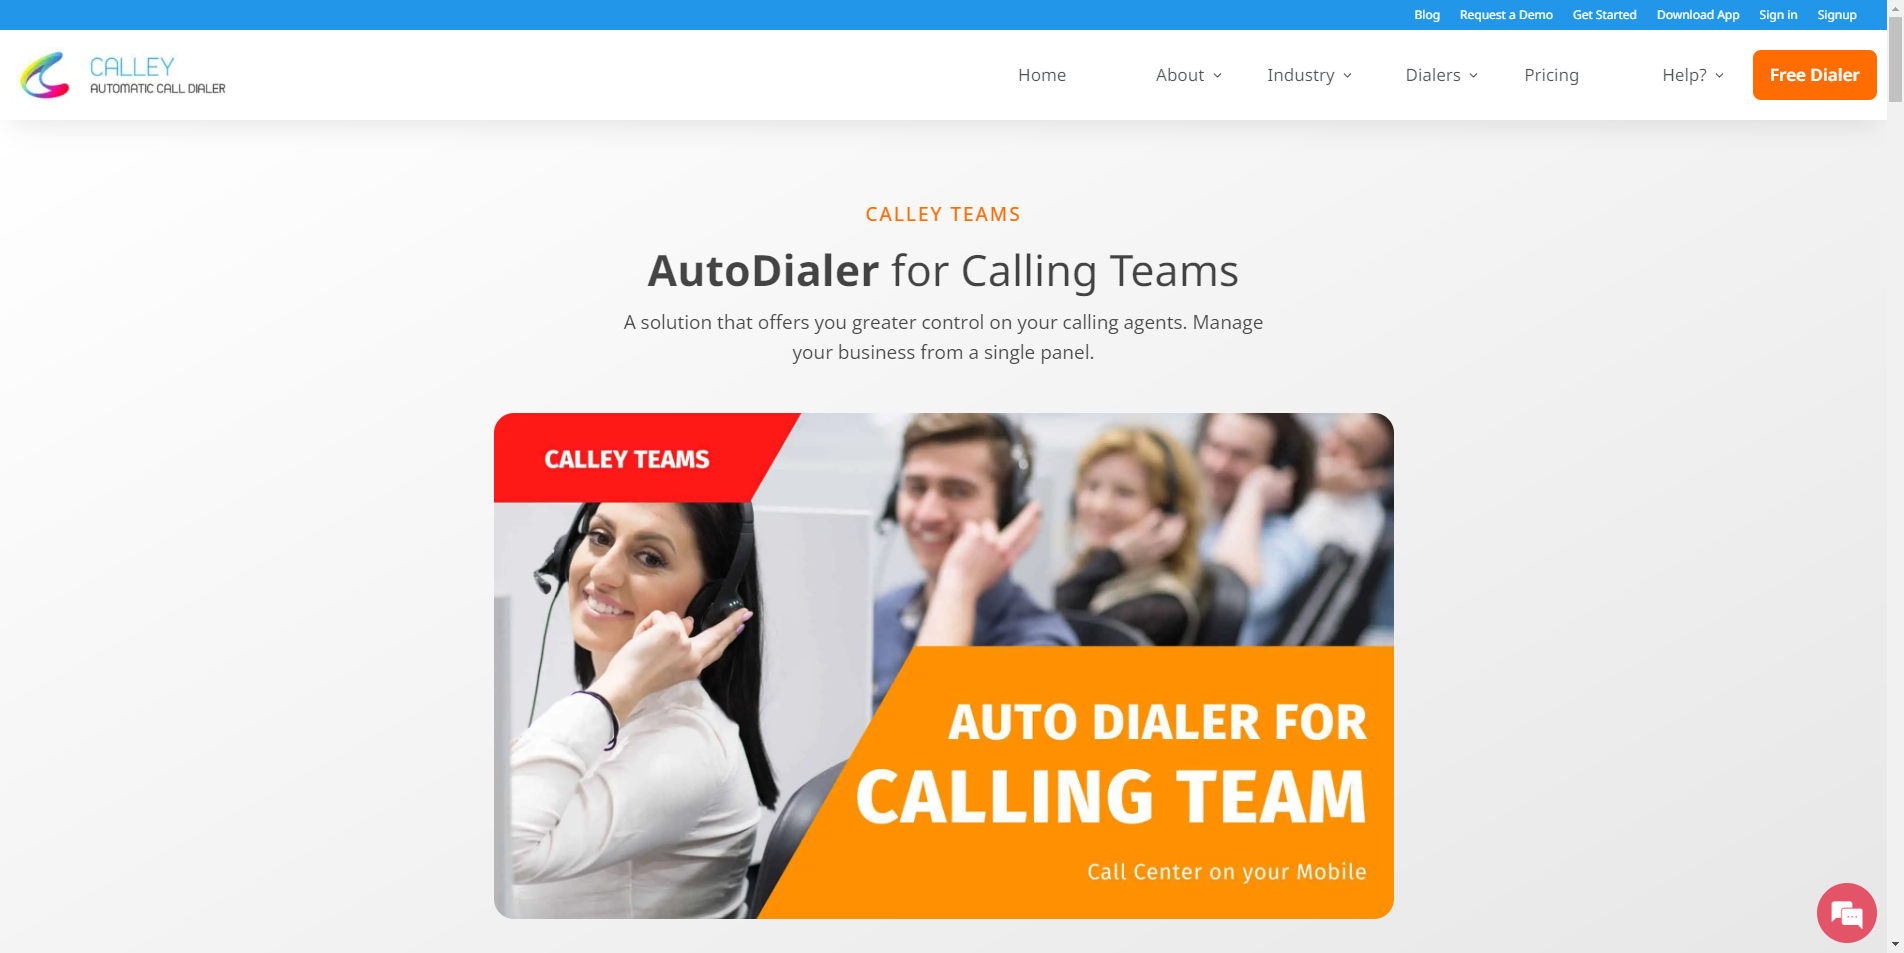 Blog Request a Demo Get Started Download App Sign in Signup
CALLEY
AUTOMATIC CALL DIALER
Home About Industry Dialers Pricing Help? Free Dialer
CALLEY TEAMS
AutoDialer for Calling Teams
A solution that offers you greater control on your calling agents. Manage
your business from a single panel.
CALLEY TEAMS
AUTO DIALER FOR
CALLING TEAM
Call Center on your Mobile